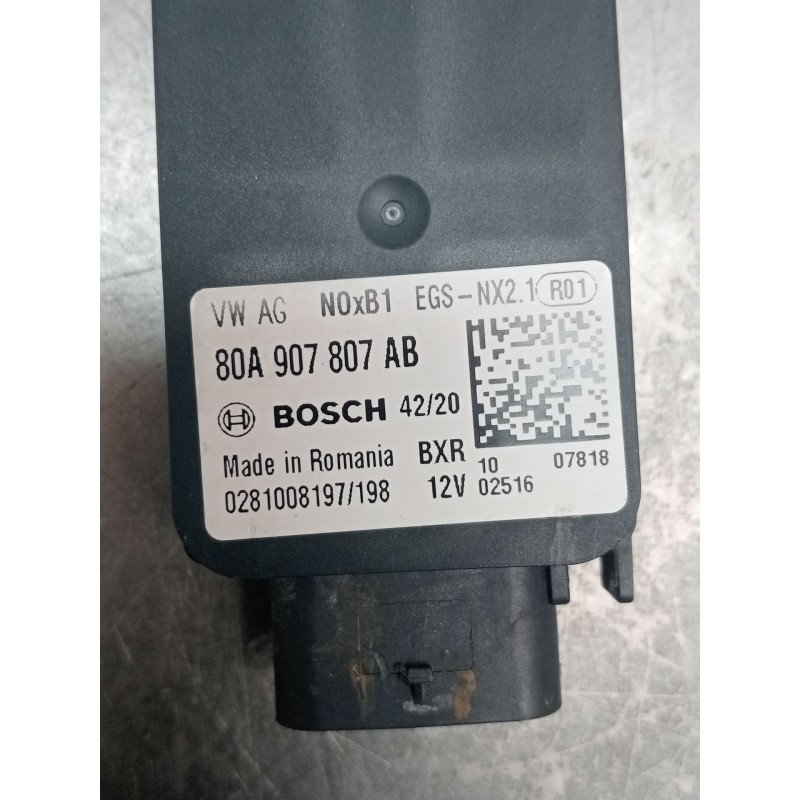 VW AG NOxB1 EGS-NX2.1 R01
80A 907 807 AB
BOSCH 42/20
Made in Romania BXR 10 07818
0281008197/198 12V 02516